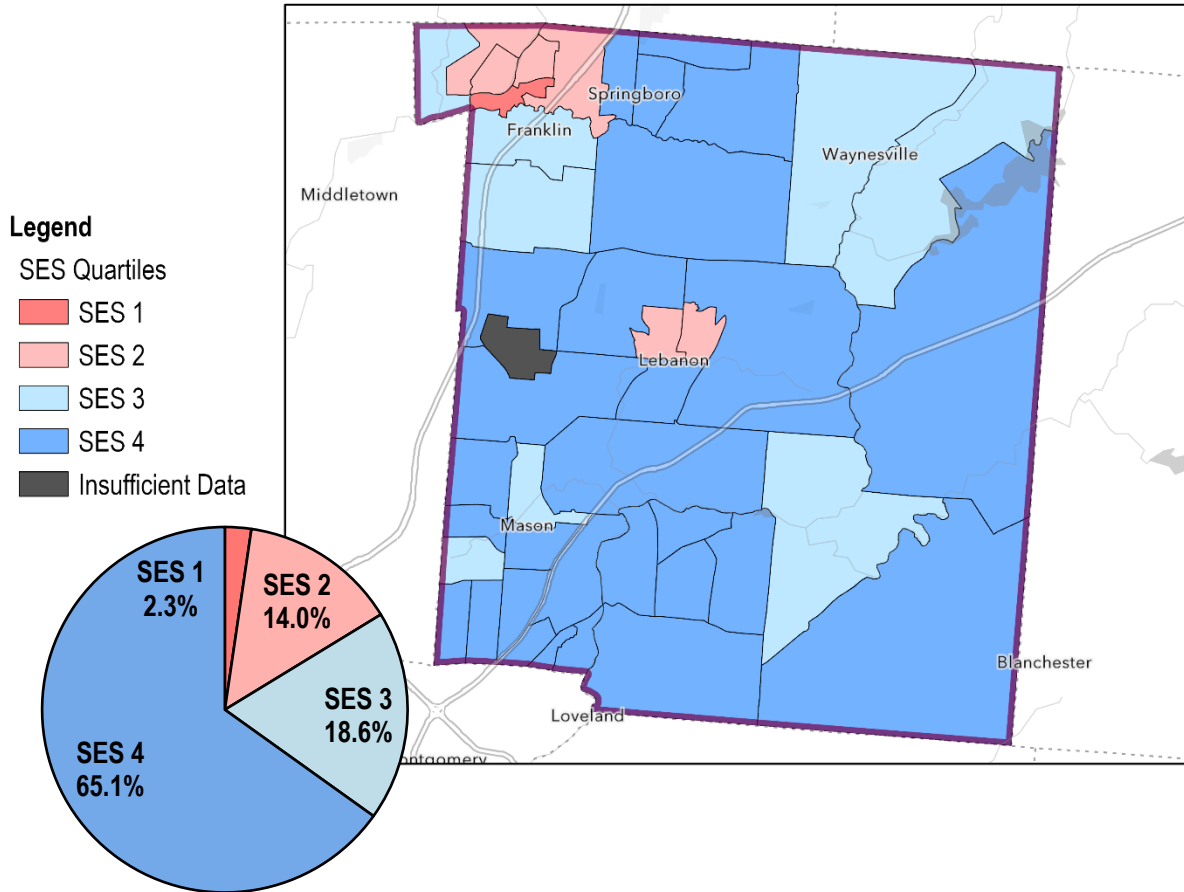 Springboro
Franklin
Waynesville
Middletown
Legend
SES Quartiles
SES 1
SES 2
SES 3
SES 4
Insufficient Data
Lebanon
Mason
Blanchester
Loveland
ontgomery
SES 1
2.3%
SES 2
14.0%
SES 3
18.6%
SES 4
65.1%